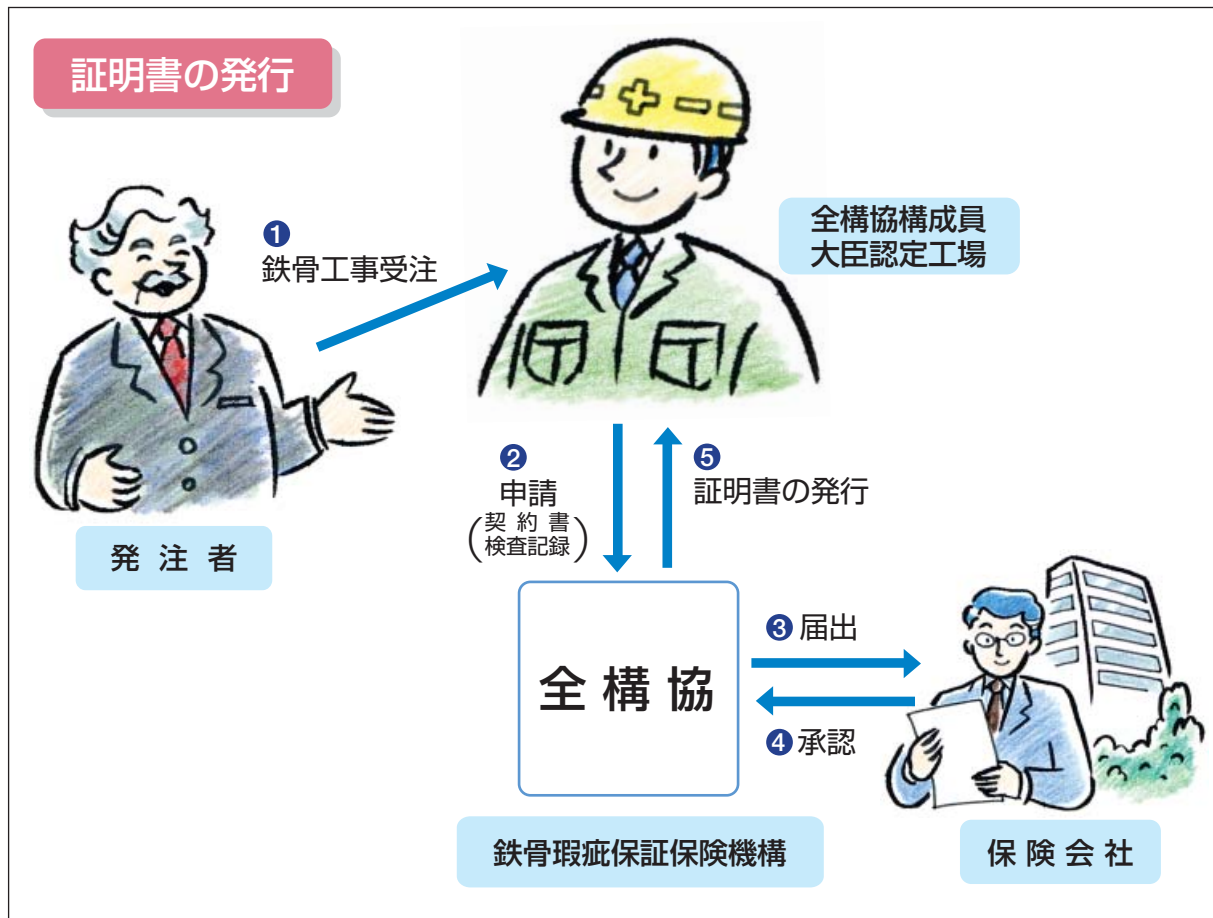 証明書の発行
❶
鉄骨工事受注
全構協構成員
大臣認定工場
発注者
❷
申請
(契約書
検査記録)
❺
証明書の発行
❸ 届出
全構協
❹ 承認
鉄骨瑕疵保証保険機構
保険会社